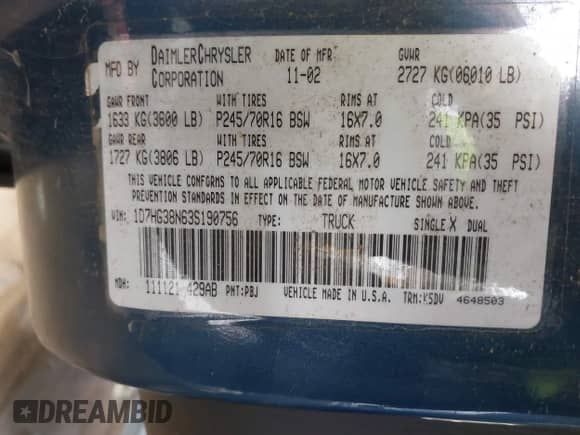 MFD BY DAIMLERCHRYSLER CORPORATION DATE OF MFR 11-02 GVWR 2727 KG(06010 LB)
GAWR FRONT WITH TIRES RIMS AT COLD
1633 KG(3600 LB) P245/70R16 BSW 16X7.0 241 KPA(35 PSI)
GAWR REAR WITH TIRES RIMS AT COLD
1727 KG(3806 LB) P245/70R16 BSW 16X7.0 241 KPA(35 PSI)
THIS VEHICLE CONFORMS TO ALL APPLICABLE FEDERAL MOTOR VEHICLE SAFETY AND THEFT
PREVENTION STANDARDS IN EFFECT ON THE DATE OF MANUFACTURE SHOWN ABOVE.
VIN: 1D7HG38N63S190756 TYPE: TRUCK SINGLE X DUAL
MDH: 111121 429AB PNT:PBJ VEHICLE MADE IN U.S.A. TRM:K5DV 4648503
DREAMBID